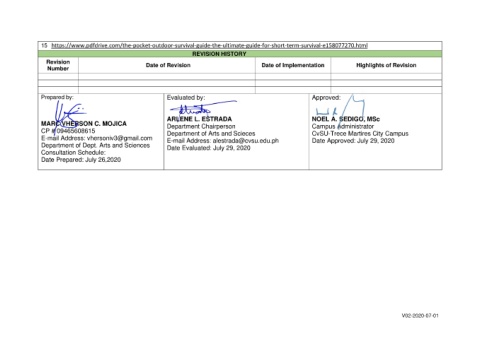 15 https://www.pdfdrive.com/the-pocket-outdoor-survival-guide-the-ultimate-guide-for-short-term-survival-e158077270.html
REVISION HISTORY
Revision Number Date of Revision Date of Implementation Highlights of Revision
Prepared by:
MARC VHERSON C. MOJICA
CP # 09465608615
E-mail Address: vhersoniv3@gmail.com
Department of Dept. Arts and Sciences
Consultation Schedule:
Date Prepared: July 26,2020
Evaluated by:
ARLENE L. ESTRADA
Department Chairperson
Department of Arts and Scieces
E-mail Address: alestrada@cvsu.edu.ph
Date Evaluated: July 29, 2020
Approved:
NOEL A. SEDIGO, MSc
Campus Administrator
CvSU-Trece Martires City Campus
Date Approved: July 29, 2020
V02-2020-07-01